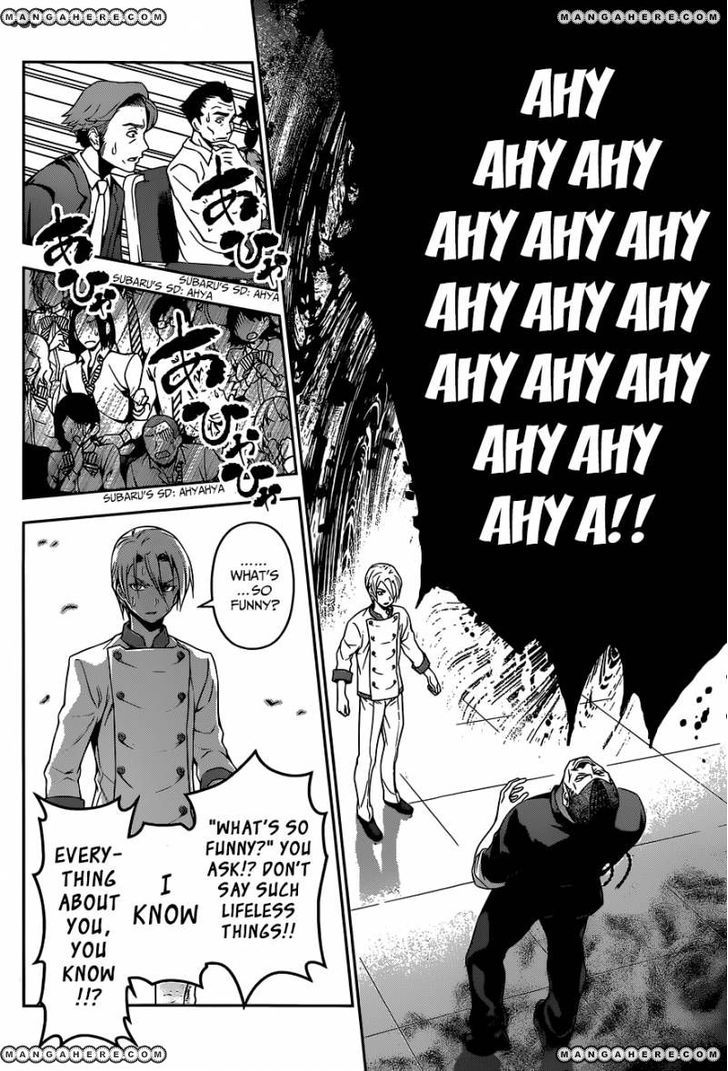 MANGAHERE.COM
MANGAHERE.COM
AHY
AHY AHY
AHY AHY AHY
AHY AHY AHY
AHY AHY AHY
AHY AHY
AHY A!!
あひゃ
あひゃ
SUBARU'S SD: AHYA
SUBARU'S SD: AHYA
あひゃひゃ
SUBARU'S SD: AHYAHYA
......
WHAT'S
...SO
FUNNY?
"WHAT'S SO
FUNNY?" YOU
ASK!? DON'T
SAY SUCH
LIFELESS
THINGS!!
I
KNOW
EVERY-
THING
ABOUT
YOU,
YOU
KNOW
!!?
MANGAHERE.COM
MANGAHERE.COM